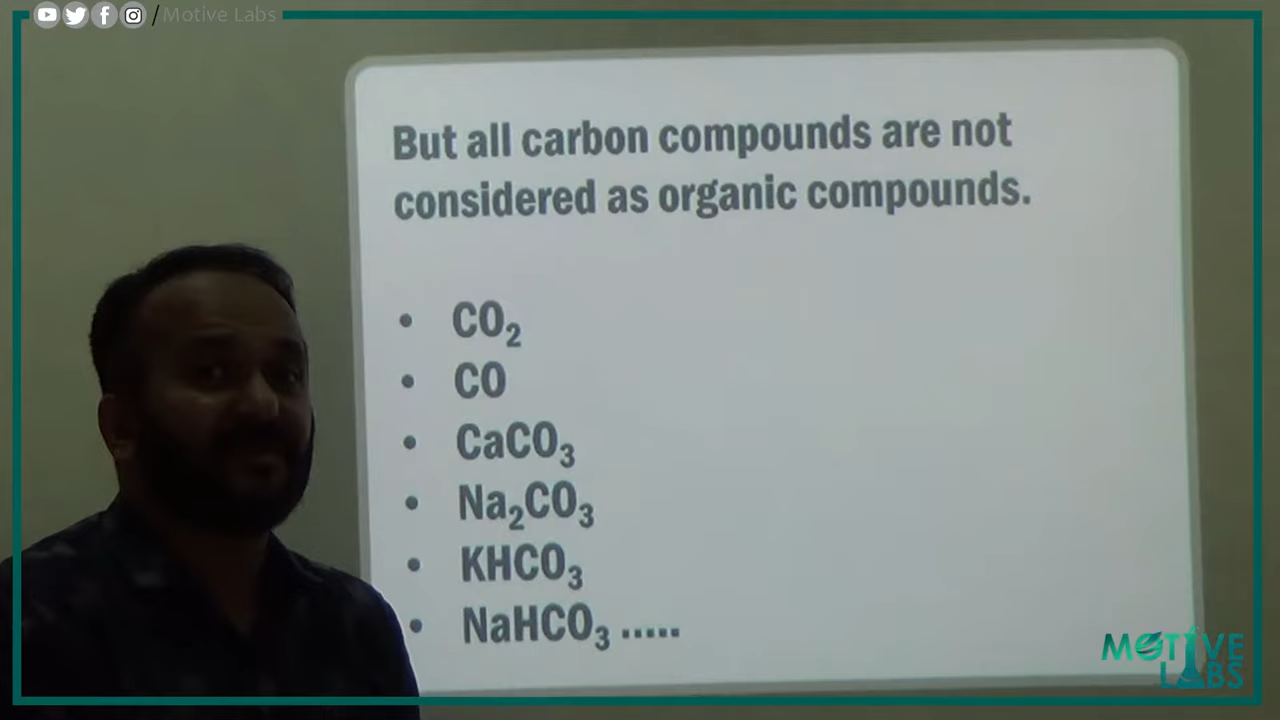 /Motive Labs
But all carbon compounds are not
considered as organic compounds.
• CO₂
• CO
• CaCO₃
• Na₂CO₃
• KHCO₃
• NaHCO₃ .....
MOTIVE
LABS